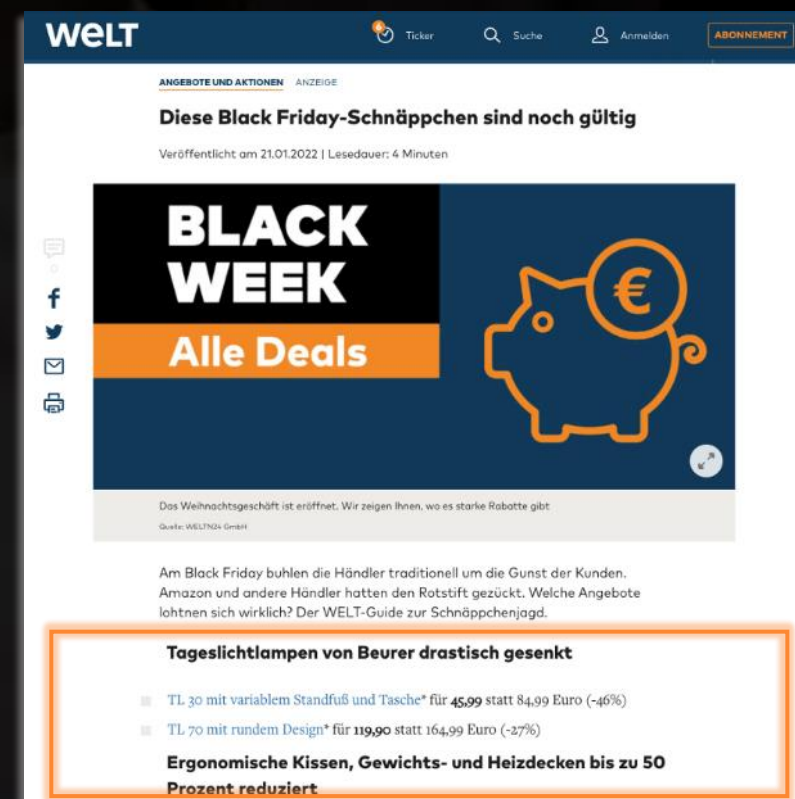 WELT
6
Ticker
Suche
Anmelden
ABONNEMENT
ANGEBOTE UND AKTIONEN ANZEIGE
Diese Black Friday-Schnäppchen sind noch gültig
Veröffentlicht am 21.01.2022 | Lesedauer: 4 Minuten
BLACK
WEEK
Alle Deals
€
0
Das Weihnachtsgeschäft ist eröffnet. Wir zeigen Ihnen, wo es starke Rabatte gibt
Quelle: WELTN24 GmbH
Am Black Friday buhlen die Händler traditionell um die Gunst der Kunden.
Amazon und andere Händler hatten den Rotstift gezückt. Welche Angebote
lohtnen sich wirklich? Der WELT-Guide zur Schnäppchenjagd.
Tageslichtlampen von Beurer drastisch gesenkt
TL 30 mit variablem Standfuß und Tasche* für 45,99 statt 84,99 Euro (-46%)
TL 70 mit rundem Design* für 119,90 statt 164,99 Euro (-27%)
Ergonomische Kissen, Gewichts- und Heizdecken bis zu 50
Prozent reduziert